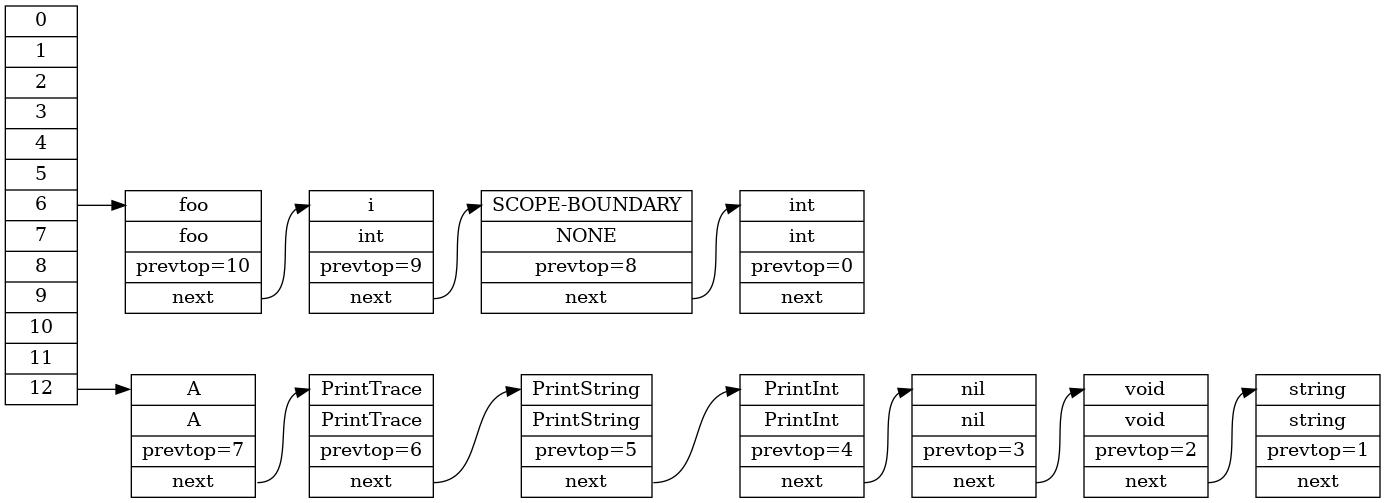 0
1
2
3
4
5
6
7
8
9
10
11
12
foo
foo
prevtop=10
next
i
int
prevtop=9
next
SCOPE-BOUNDARY
NONE
prevtop=8
next
int
int
prevtop=0
next
A
A
prevtop=7
next
PrintTrace
PrintTrace
prevtop=6
next
PrintString
PrintString
prevtop=5
next
PrintInt
PrintInt
prevtop=4
next
nil
nil
prevtop=3
next
void
void
prevtop=2
next
string
string
prevtop=1
next